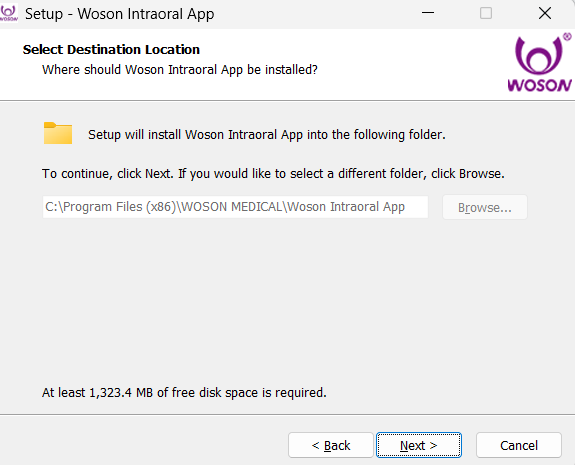 Setup - Woson Intraoral App
Select Destination Location
Where should Woson Intraoral App be installed?
WOSON
®
Setup will install Woson Intraoral App into the following folder.
To continue, click Next. If you would like to select a different folder, click Browse.
C:\Program Files (x86)\WOSON MEDICAL\Woson Intraoral App
Browse...
At least 1,323.4 MB of free disk space is required.
< Back
Next >
Cancel